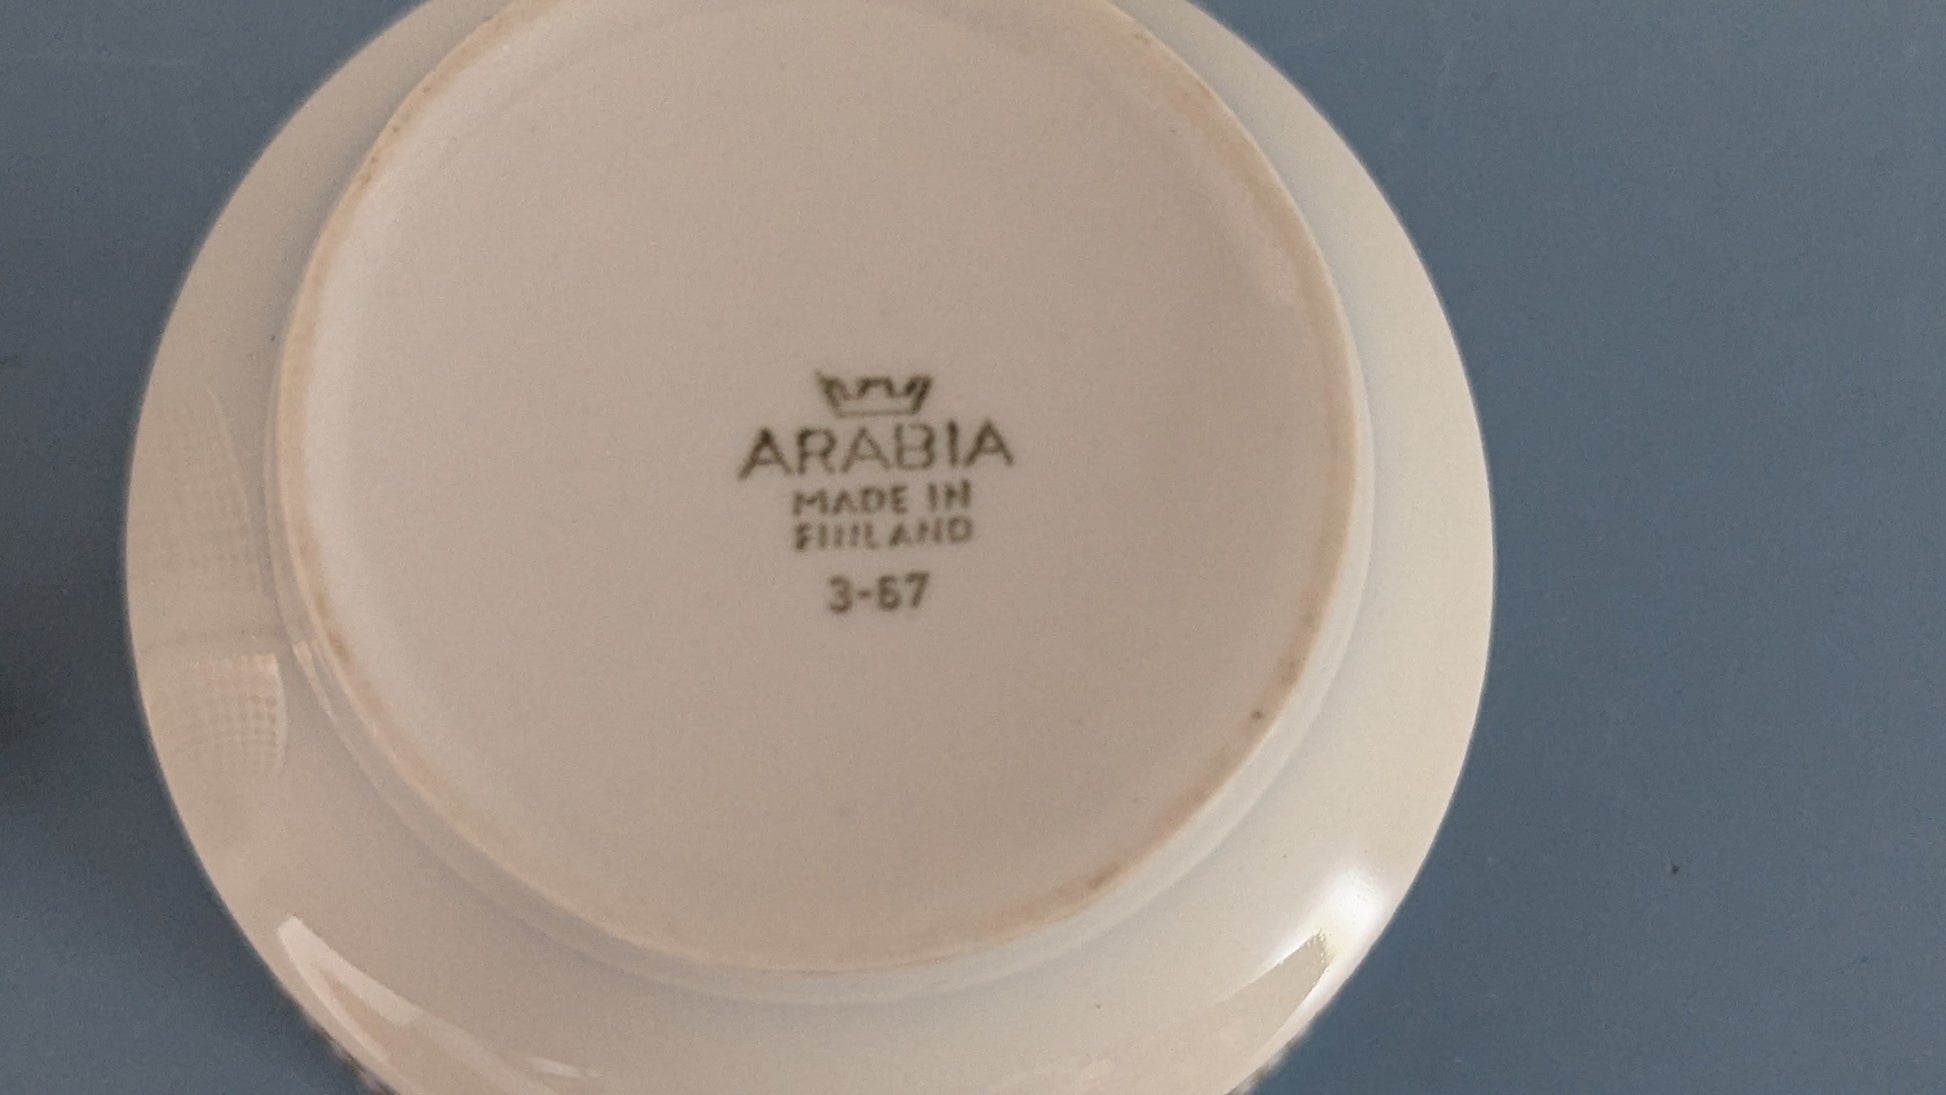 ARABIA
MADE IN
FINLAND
3-67